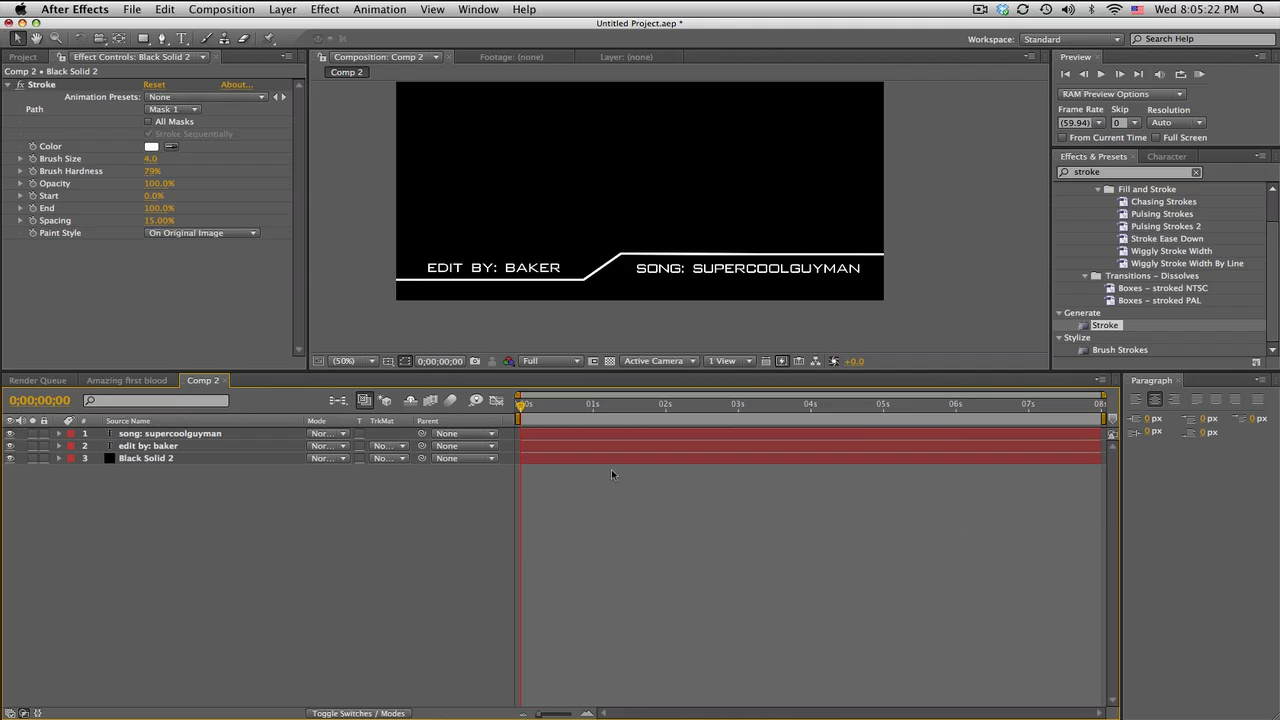 After Effects File Edit Composition Layer Effect Animation View Window Help Wed 8:05:22 PM
Untitled Project.aep *
Workspace: Standard Search Help
Project Effect Controls: Black Solid 2
Composition: Comp 2 Footage: (none) Layer: (none)
Preview
Comp 2 • Black Solid 2
Comp 2
Stroke Reset About...
Animation Presets: None
Path Mask 1
All Masks
Stroke Sequentially
Color
Brush Size 4.0
Brush Hardness 79%
Opacity 100.0%
Start 0.0%
End 100.0%
Spacing 15.00%
Paint Style On Original Image
RAM Preview Options
Frame Rate Skip Resolution
(59.94) 0 Auto
From Current Time Full Screen
Effects & Presets Character
stroke
Fill and Stroke
Chasing Strokes
Pulsing Strokes
Pulsing Strokes 2
Stroke Ease Down
Wiggly Stroke Width
Wiggly Stroke Width By Line
Transitions – Dissolves
Boxes – stroked NTSC
Boxes – stroked PAL
Generate
Stroke
Stylize
Brush Strokes
EDIT BY: BAKER SONG: SUPERCOOLGUYMAN
(50%) 0;00;00;00 Full Active Camera 1 View +0.0
Render Queue Amazing first blood Comp 2
Paragraph
0;00;00;00
01s 02s 03s 04s 05s 06s 07s
# Source Name Mode T TrkMat Parent
1 song: supercoolguyman Nor... None
2 edit by: baker Nor... No... None
3 Black Solid 2 Nor... No... None
0 px 0 px 0 px
0 px 0 px
Toggle Switches / Modes